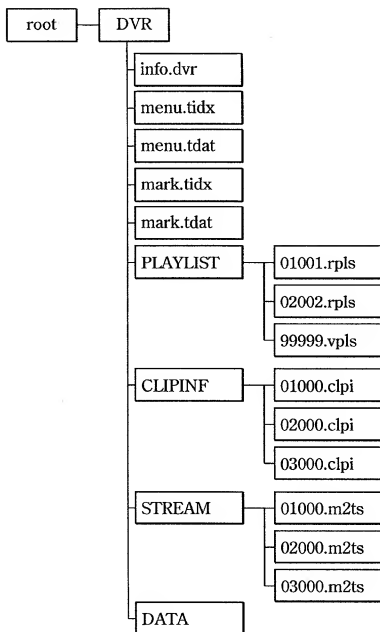 root
DVR
info.dvr
menu.tidx
menu.tdat
mark.tidx
mark.tdat
PLAYLIST
01001.rpls
02002.rpls
99999.vpls
CLIPINF
01000.clpi
02000.clpi
03000.clpi
STREAM
01000.m2ts
02000.m2ts
03000.m2ts
DATA